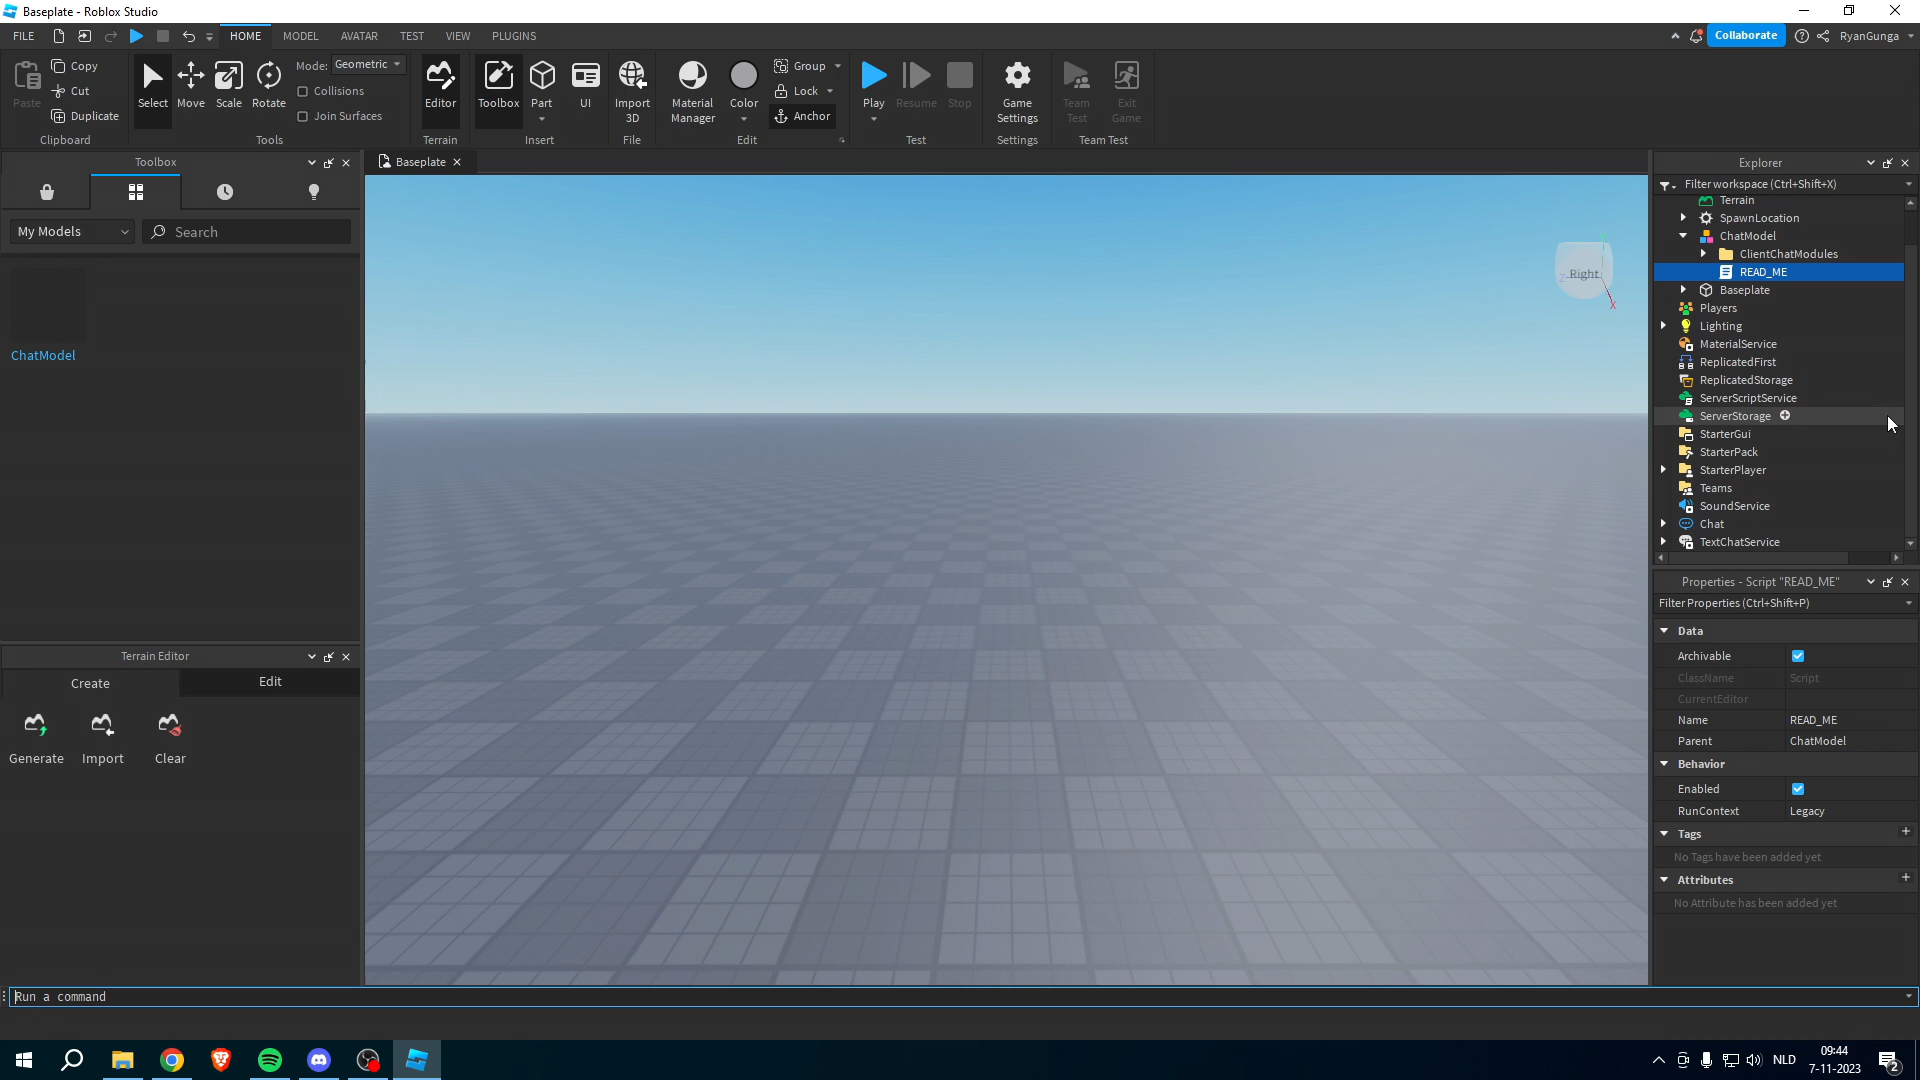 Baseplate - Roblox Studio
FILE
HOME
MODEL
AVATAR
TEST
VIEW
PLUGINS
Collaborate
RyanGunga
Paste
Copy
Cut
Duplicate
Clipboard
Select
Move
Scale
Rotate
Mode: Geometric
Collisions
Join Surfaces
Tools
Editor
Terrain
Toolbox
Part
UI
Insert
Import
3D
File
Material
Manager
Color
Group
Lock
Anchor
Edit
Play
Resume
Stop
Test
Game
Settings
Settings
Team
Test
Exit
Game
Team Test
Toolbox
My Models
Search
ChatModel
Terrain Editor
Create
Edit
Generate
Import
Clear
Baseplate
Right
Z
X
Explorer
Filter workspace (Ctrl+Shift+X)
Terrain
SpawnLocation
ChatModel
ClientChatModules
READ_ME
Baseplate
Players
Lighting
MaterialService
ReplicatedFirst
ReplicatedStorage
ServerScriptService
ServerStorage
StarterGui
StarterPack
StarterPlayer
Teams
SoundService
Chat
TextChatService
Properties - Script "READ_ME"
Filter Properties (Ctrl+Shift+P)
Data
Archivable
ClassName Script
CurrentEditor
Name READ_ME
Parent ChatModel
Behavior
Enabled
RunContext Legacy
Tags
No Tags have been added yet
Attributes
No Attribute has been added yet
Run a command
NLD
09:44
7-11-2023
2